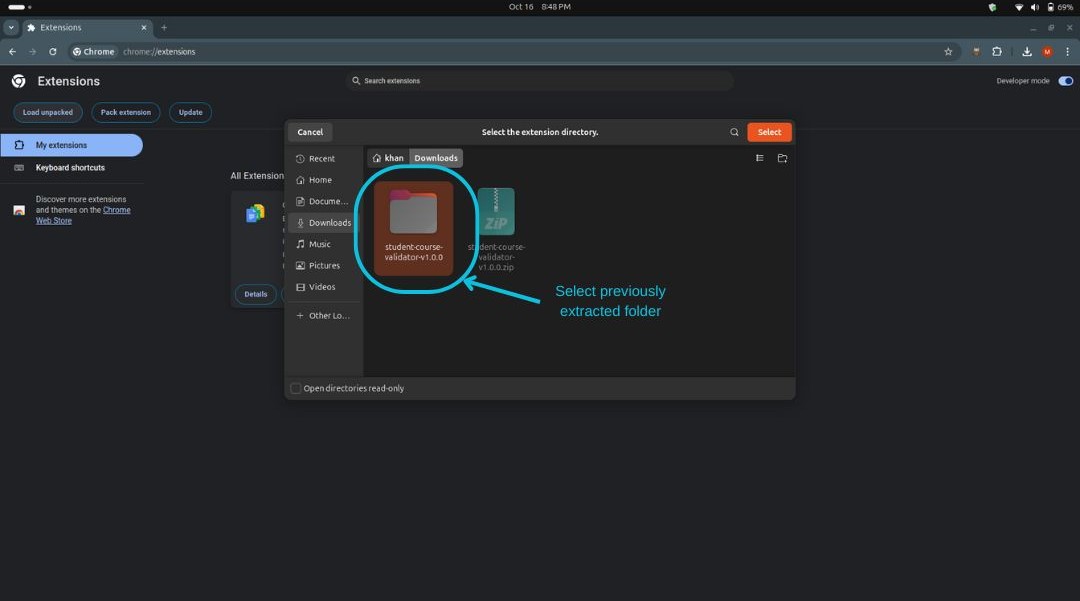 Oct 16 8:48 PM
69%
Extensions
Chrome
chrome://extensions
M
Extensions
Search extensions
Developer mode
Load unpacked
Pack extension
Update
My extensions
Keyboard shortcuts
Discover more extensions
and themes on the Chrome
Web Store
All Extension
Details
Cancel
Select the extension directory.
Select
Recent
Home
Docume...
Downloads
Music
Pictures
Videos
Other Lo...
khan
Downloads
student-course-
validator-v1.0.0
ZIP
student-course-
validator-
v1.0.0.zip
Select previously
extracted folder
Open directories read-only